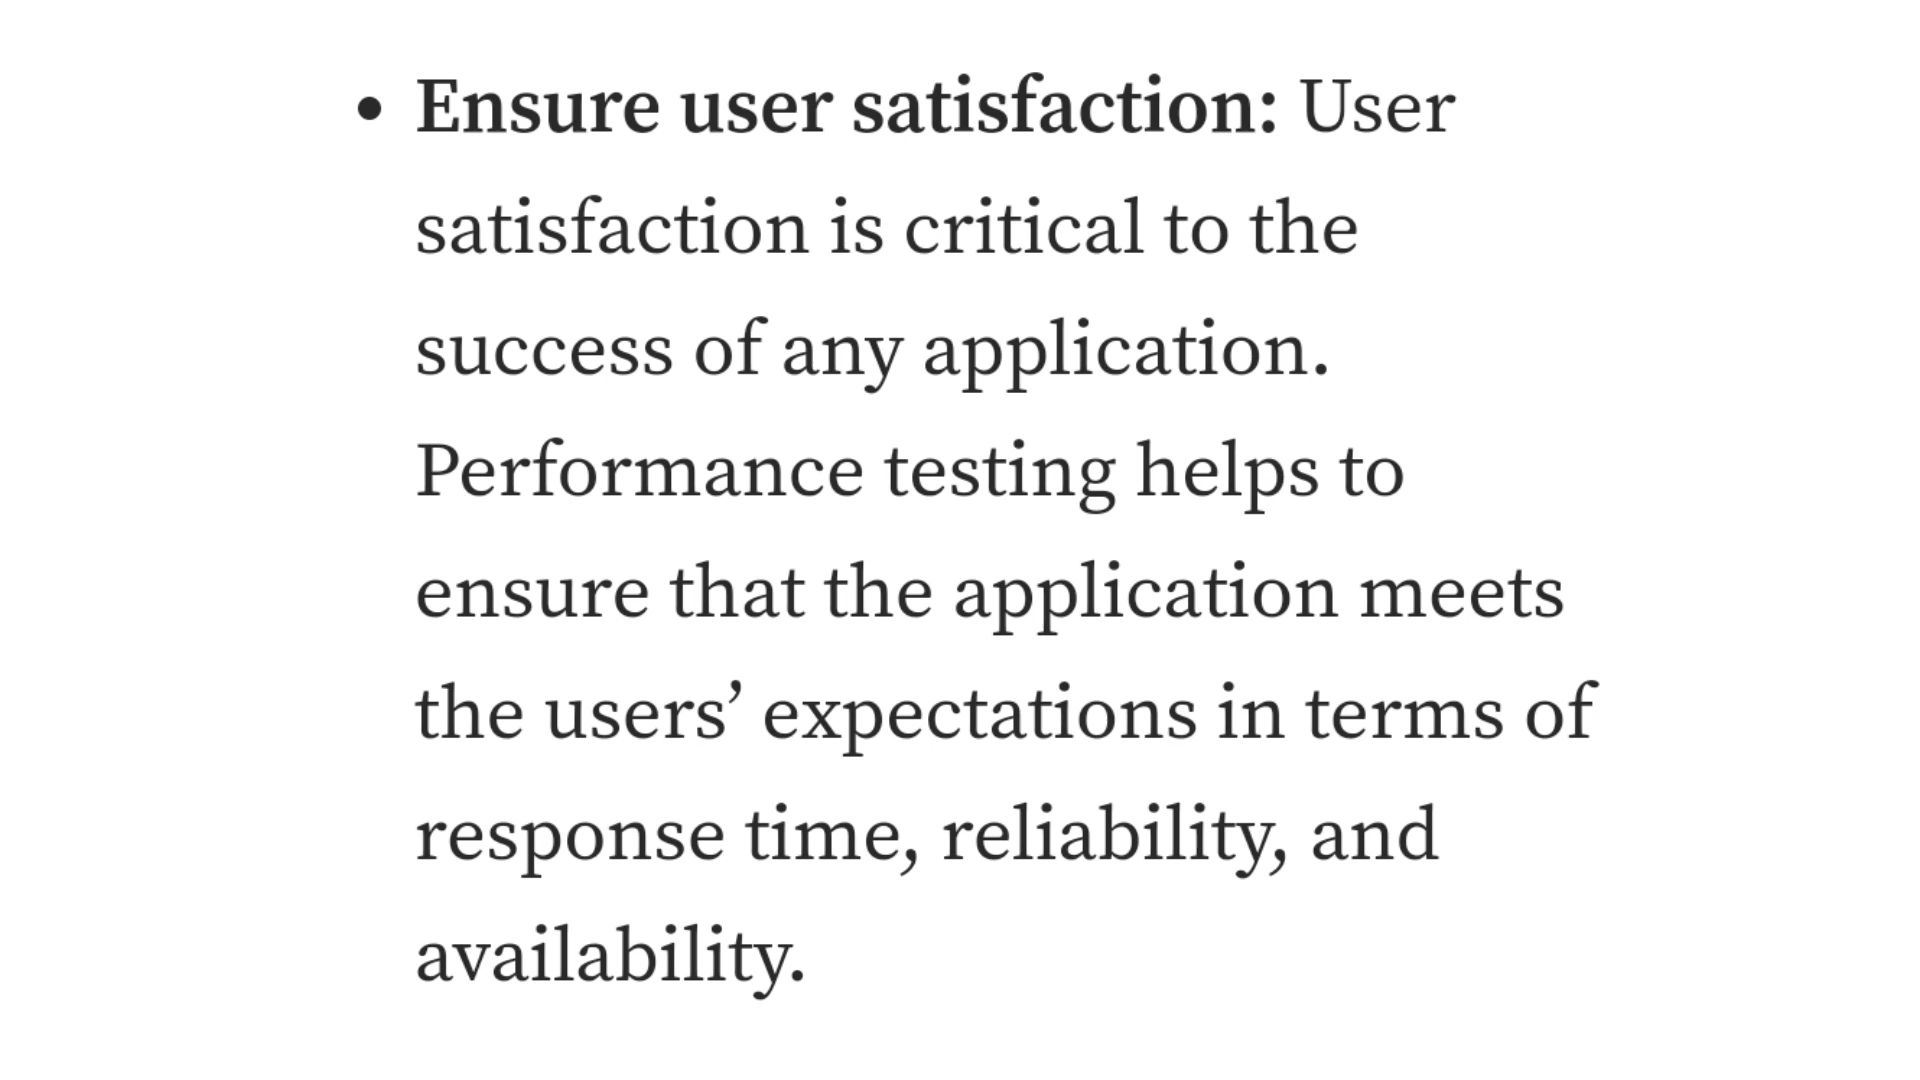 • Ensure user satisfaction: User
satisfaction is critical to the
success of any application.
Performance testing helps to
ensure that the application meets
the users’ expectations in terms of
response time, reliability, and
availability.